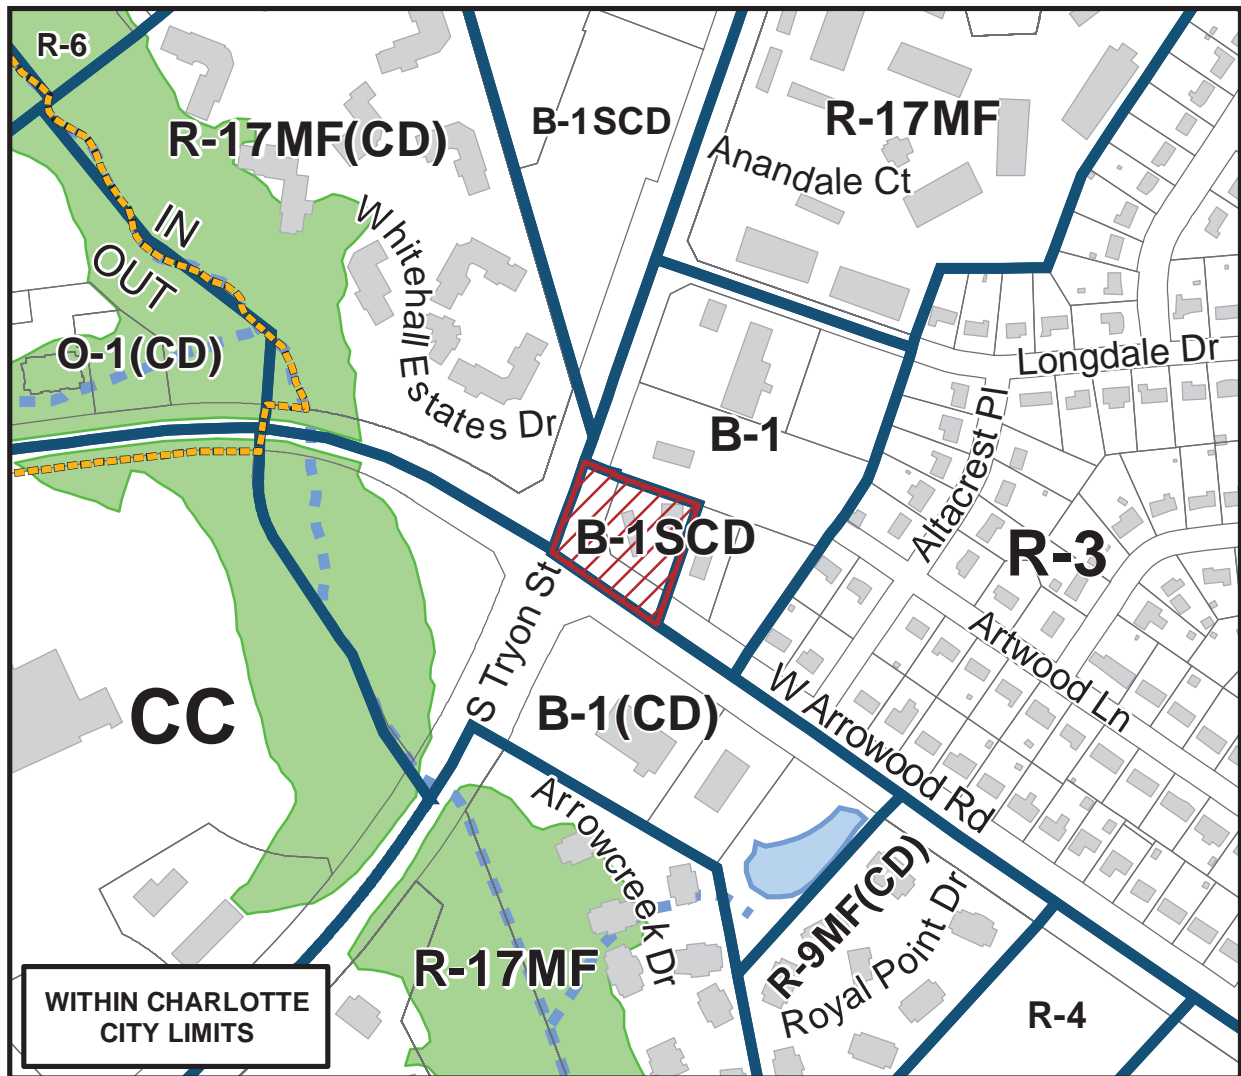 R-6
R-17MF(CD)
B-1SCD
R-17MF
Anandale Ct
Whitehall Estates Dr
IN
OUT
O-1(CD)
Longdale Dr
B-1
Altacrest Pl
B-1SCD
R-3
S Tryon St
Artwood Ln
CC
B-1(CD)
W Arrowood Rd
Arrowcreek Dr
R-9MF(CD)
Royal Point Dr
R-17MF
R-4
WITHIN CHARLOTTE
CITY LIMITS